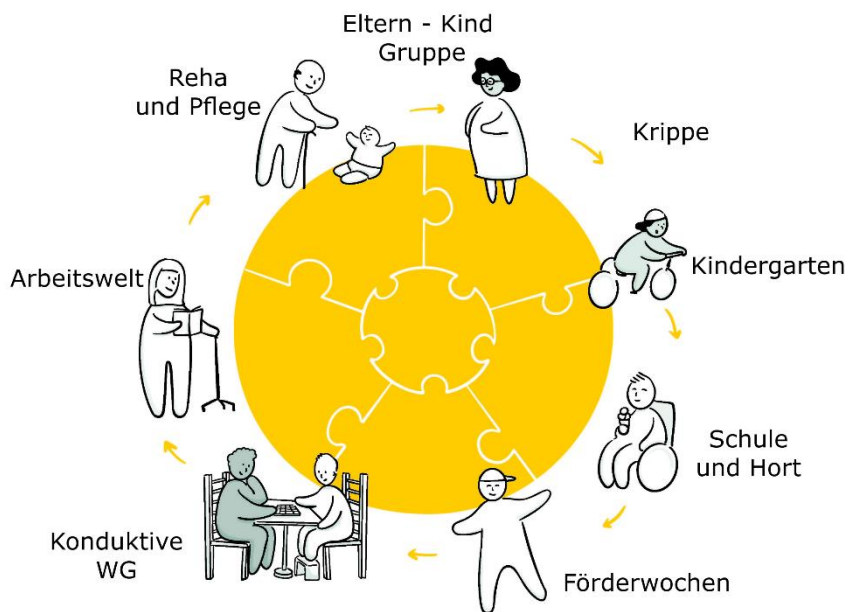 Eltern - Kind
Gruppe
Krippe
Kindergarten
Schule
und Hort
Förderwochen
Konduktive
WG
Arbeitswelt
Reha
und Pflege